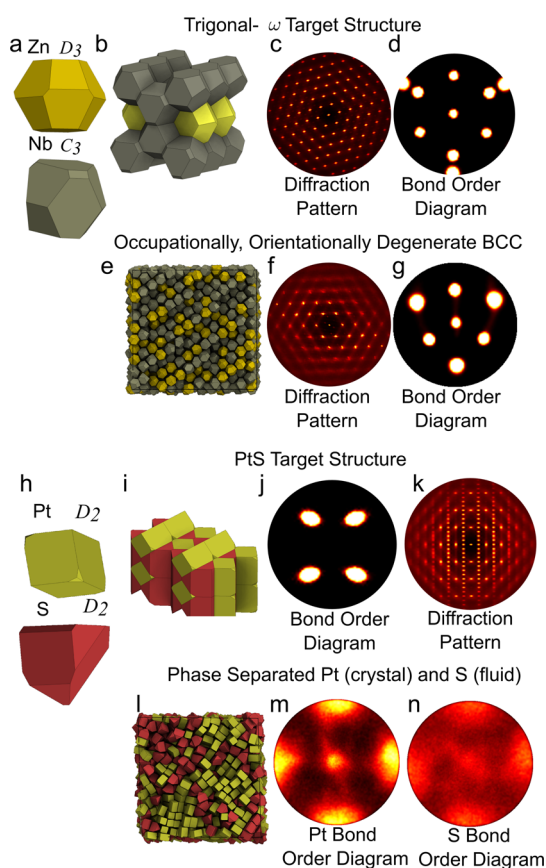 Trigonal- ω Target Structure
a
Zn D3
b
c
d
Nb C3
Diffraction
Pattern
Bond Order
Diagram
Occupationally, Orientationally Degenerate BCC
e
f
g
Diffraction
Pattern
Bond Order
Diagram
PtS Target Structure
h
i
j
k
Pt D2
S D2
Bond Order
Diagram
Diffraction
Pattern
Phase Separated Pt (crystal) and S (fluid)
l
m
n
Pt Bond
Order Diagram
S Bond
Order Diagram